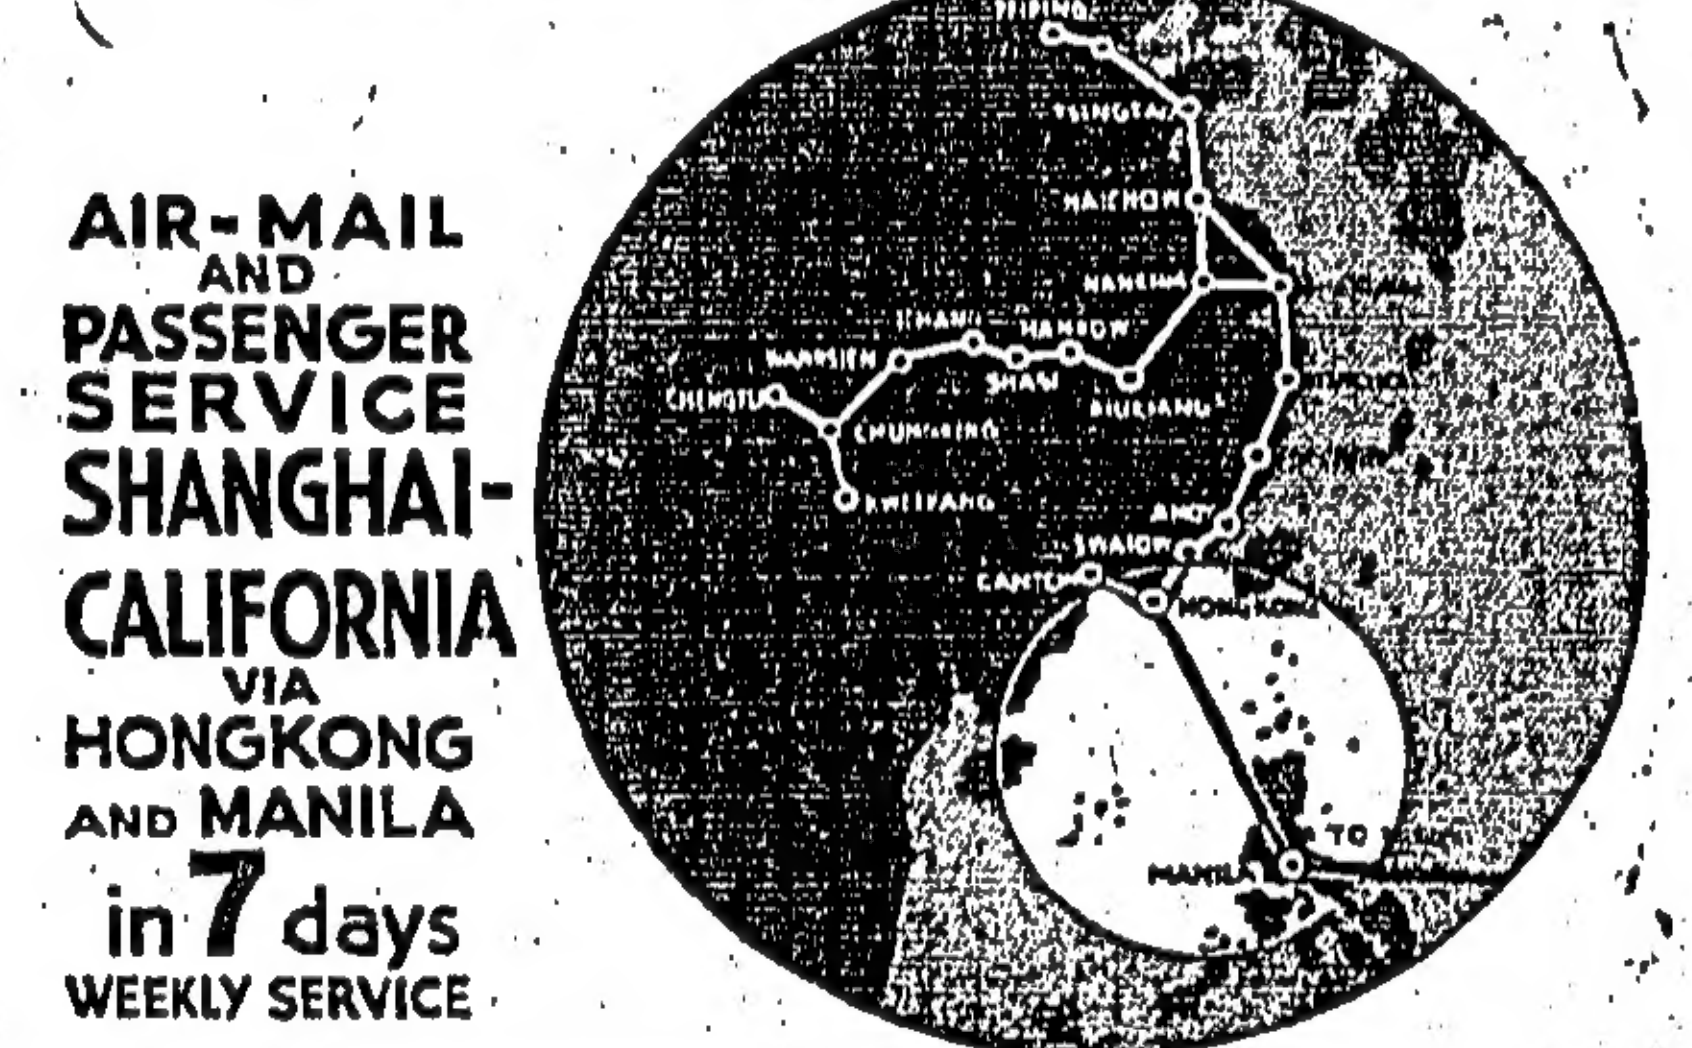 AIR-MAIL
AND
PASSENGER
SERVICE
SHANGHAI-
CALIFORNIA
VIA
HONGKONG
AND MANILA
in 7 days
WEEKLY SERVICE
PEIPING
TSINGTAO
HAICHOW
NANKING
ICHANG
HANKOW
WANHSIEN
SHASI
CHENGTU
KIUKIANG
CHUNGKING
KWEIYANG
AMOY
SWATOW
CANTON
HONGKONG
TO
MANILA